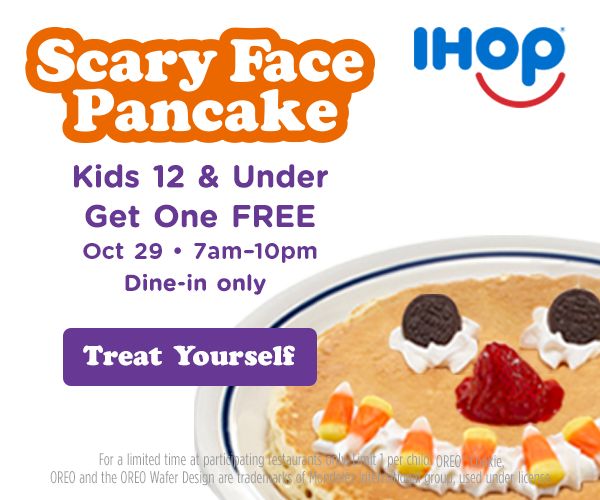 Scary Face
Pancake
IHOP
Kids 12 & Under
Get One FREE
Oct 29 • 7am–10pm
Dine-in only
Treat Yourself
For a limited time at participating restaurants only. Limit 1 per child. OREO
OREO and the OREO Wafer Design are trademarks of group, used under license.